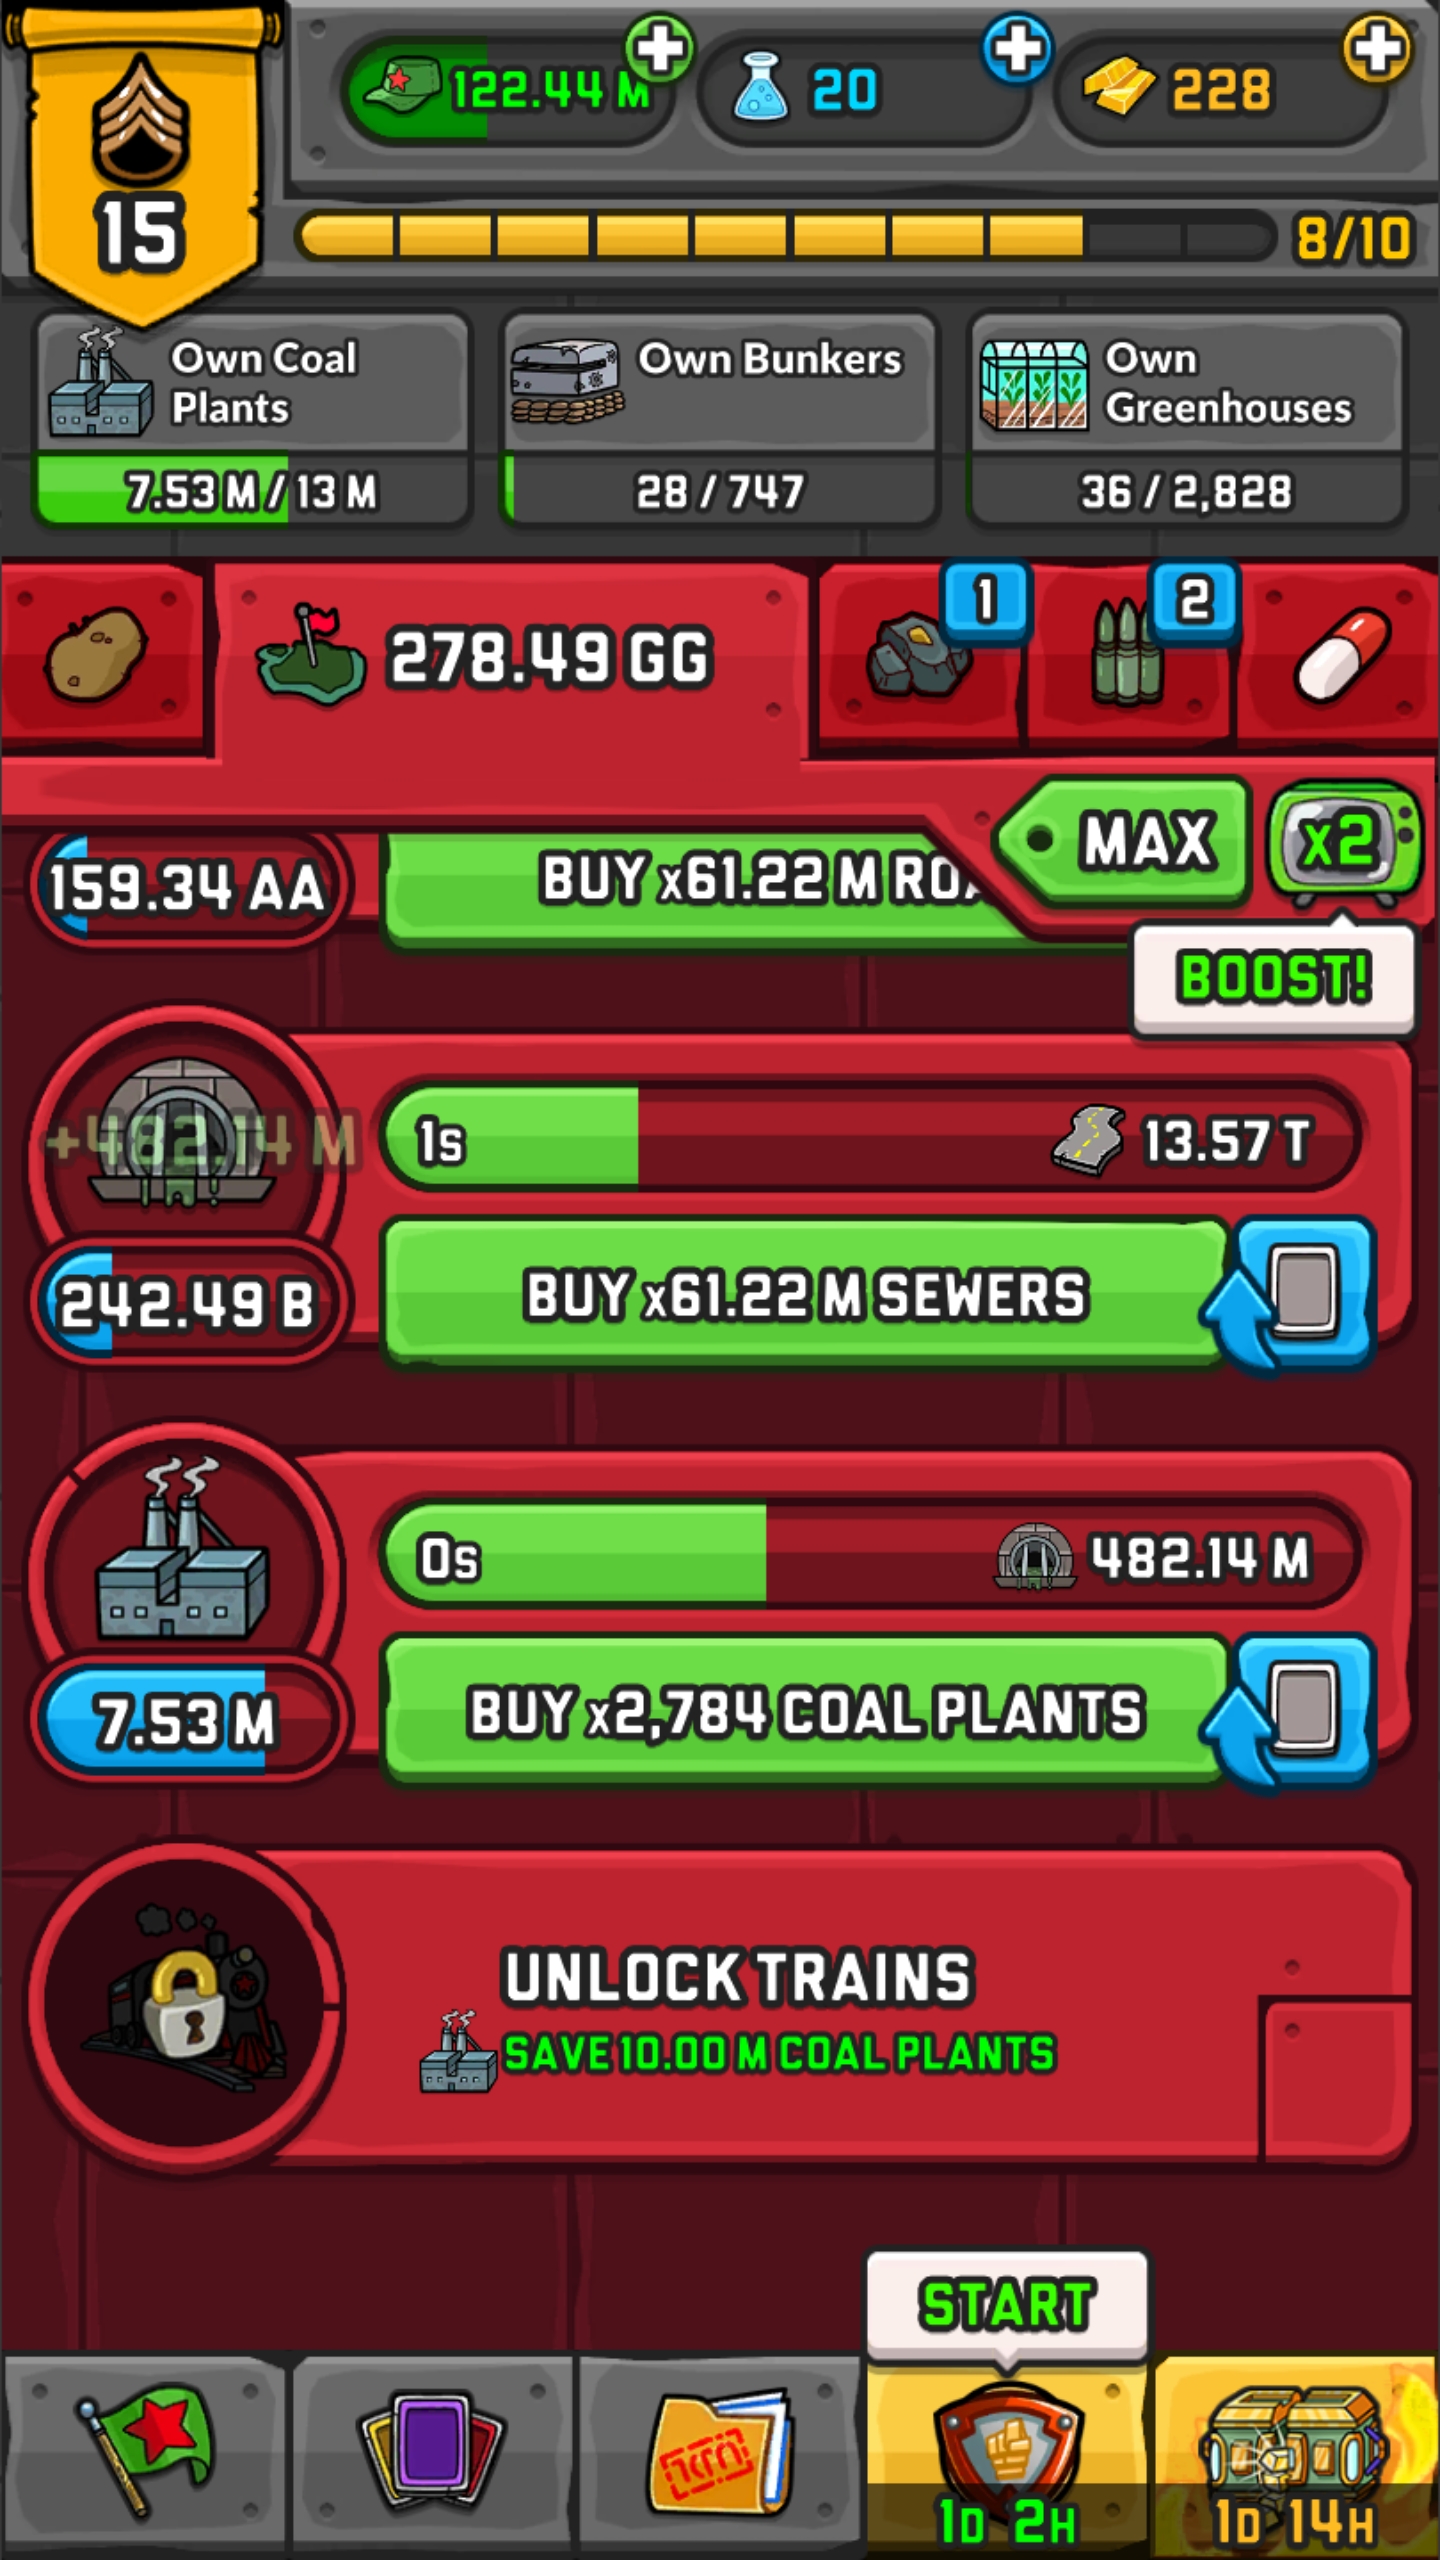 122.44 M
20
228
15
8/10
Own Coal
Plants
Own Bunkers
Own
Greenhouses
7.53 M / 13 M
28 / 747
36 / 2,828
1
2
278.49 GG
MAX
x2
159.34 AA
BUY x61.22 M
BOOST!
+482.14 M
1s
13.57 T
242.49 B
BUY x61.22 M SEWERS
0s
482.14 M
7.53 M
BUY x2,784 COAL PLANTS
UNLOCK TRAINS
SAVE 10.00 M COAL PLANTS
START
1D 2H
1D 14H